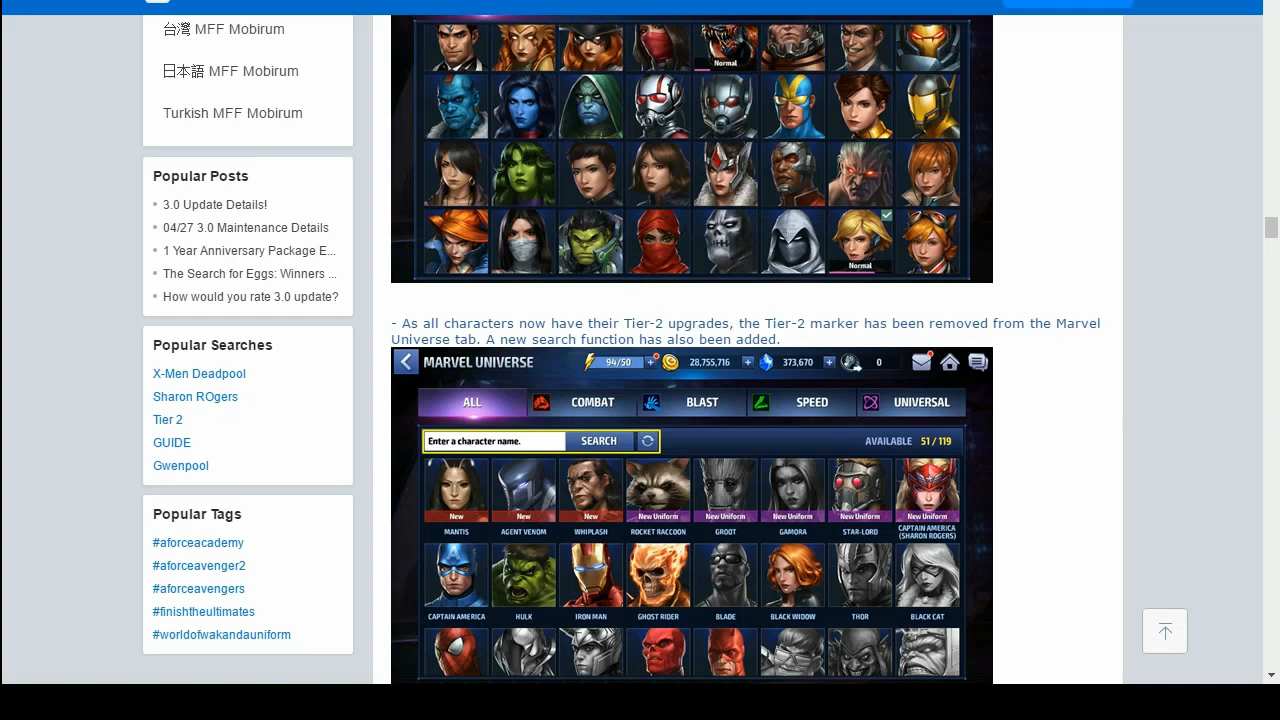 台灣 MFF Mobirum
日本語 MFF Mobirum
Turkish MFF Mobirum
Popular Posts
3.0 Update Details!
04/27 3.0 Maintenance Details
1 Year Anniversary Package E...
The Search for Eggs: Winners ...
How would you rate 3.0 update?
Popular Searches
X-Men Deadpool
Sharon ROgers
Tier 2
GUIDE
Gwenpool
Popular Tags
#aforceacademy
#aforceavenger2
#aforceavengers
#finishtheultimates
#worldofwakandauniform
Normal
Normal
- As all characters now have their Tier-2 upgrades, the Tier-2 marker has been removed from the Marvel
Universe tab. A new search function has also been added.
MARVEL UNIVERSE 94/50 28,755,716 373,670 0
ALL COMBAT BLAST SPEED UNIVERSAL
Enter a character name. SEARCH AVAILABLE 51 / 119
New New New New Uniform New Uniform New Uniform New Uniform New Uniform
MANTIS AGENT VENOM WHIPLASH ROCKET RACCOON GROOT GAMORA STAR-LORD CAPTAIN AMERICA
(SHARON ROGERS)
CAPTAIN AMERICA HULK IRON MAN GHOST RIDER BLADE BLACK WIDOW THOR BLACK CAT